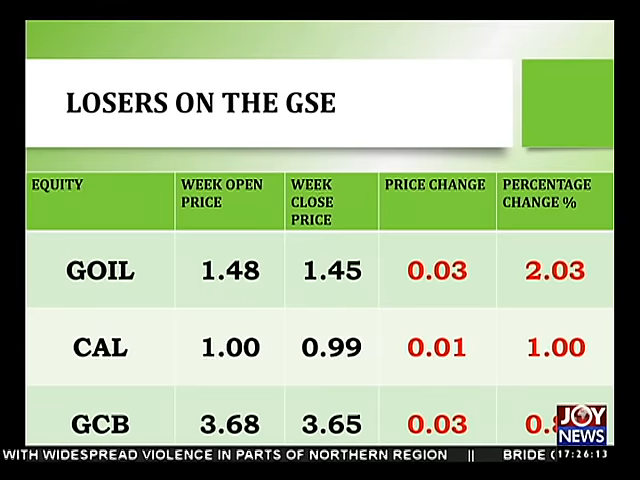 LOSERS ON THE GSE
EQUITY WEEK OPEN PRICE WEEK CLOSE PRICE PRICE CHANGE PERCENTAGE CHANGE %
GOIL 1.48 1.45 0.03 2.03
CAL 1.00 0.99 0.01 1.00
GCB 3.68 3.65 0.03
JOY
NEWS
WITH WIDESPREAD VIOLENCE IN PARTS OF NORTHERN REGION || BRIDE 17:26:13